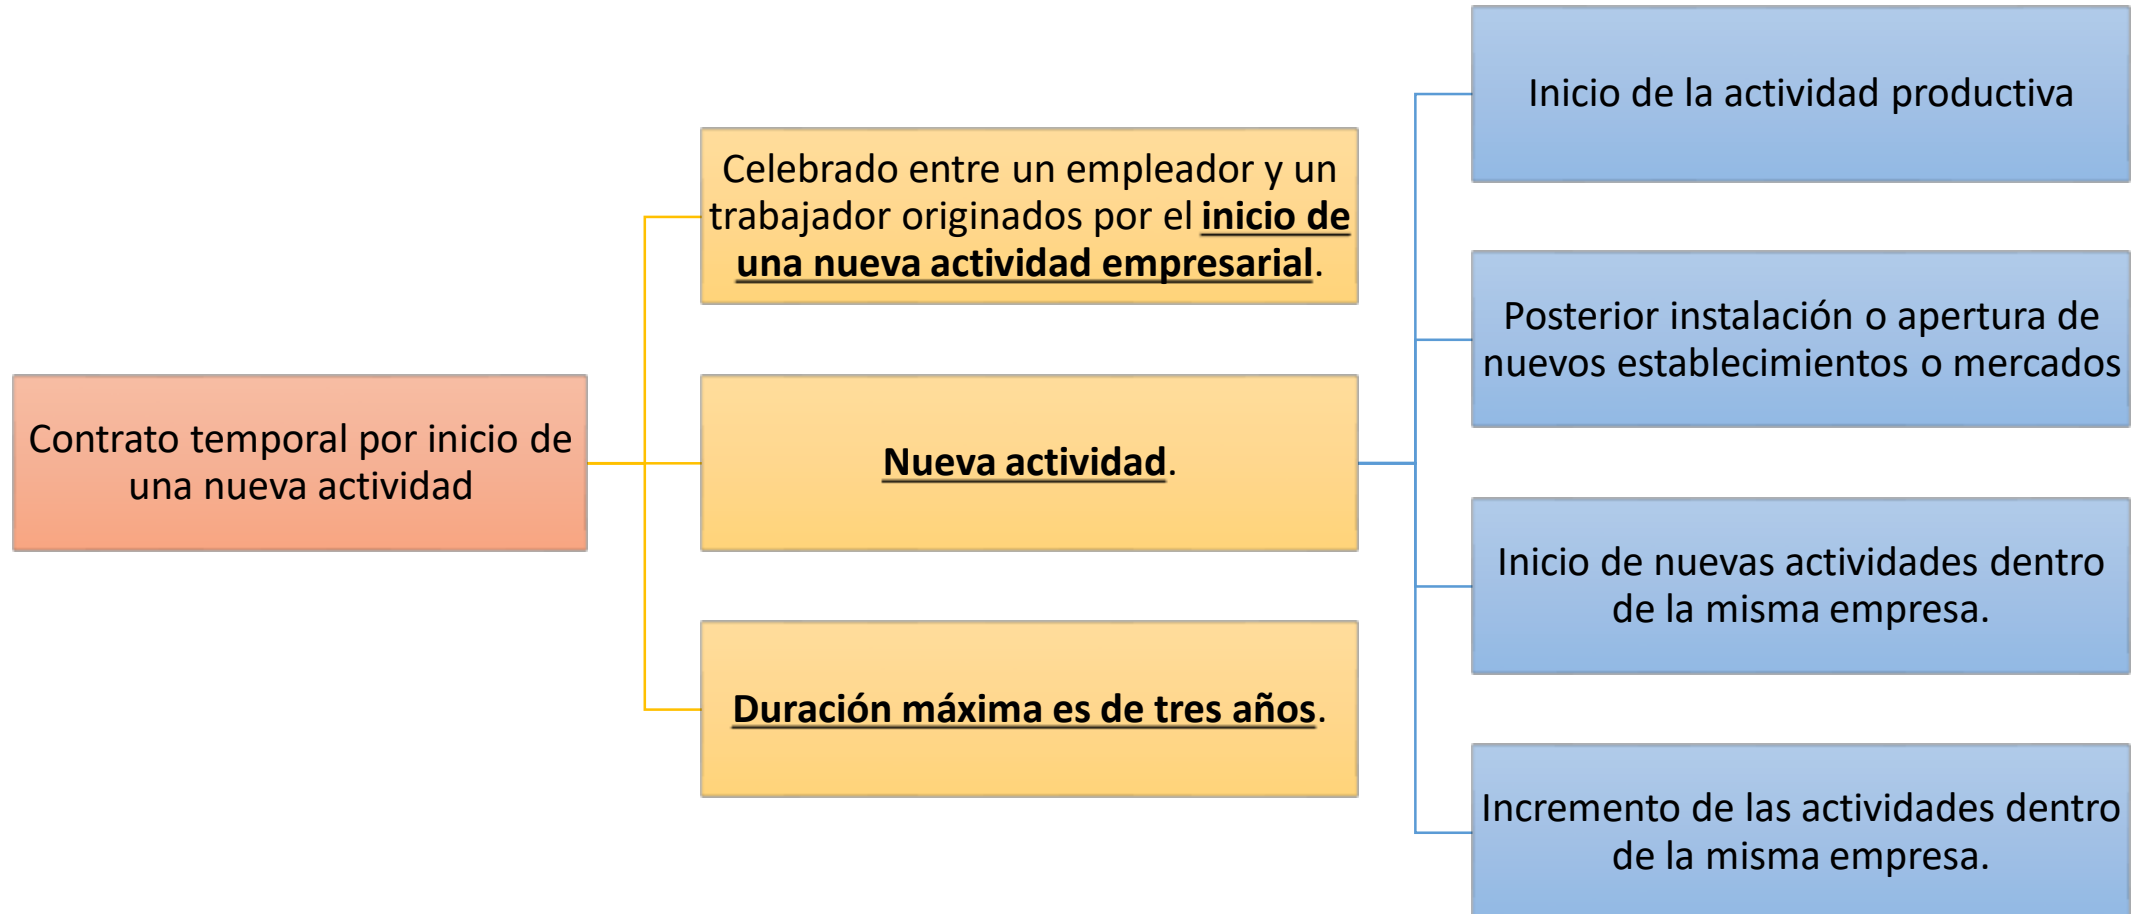 Contrato temporal por inicio de
una nueva actividad
Celebrado entre un empleador y un
trabajador originados por el inicio de
una nueva actividad empresarial.
Nueva actividad.
Duración máxima es de tres años.
Inicio de la actividad productiva
Posterior instalación o apertura de
nuevos establecimientos o mercados
Inicio de nuevas actividades dentro
de la misma empresa.
Incremento de las actividades dentro
de la misma empresa.